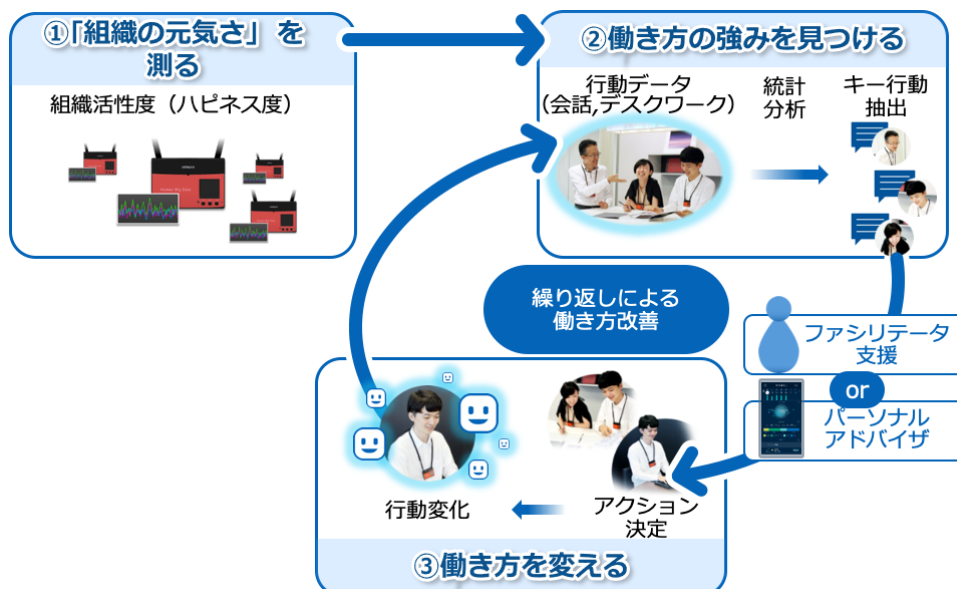 ①「組織の元気さ」を
測る
組織活性度（ハピネス度）
②働き方の強みを見つける
行動データ
(会話,デスクワーク)
統計
分析
キー行動
抽出
繰り返しによる
働き方改善
ファシリテータ
支援
or
パーソナル
アドバイザ
行動変化
アクション
決定
③働き方を変える